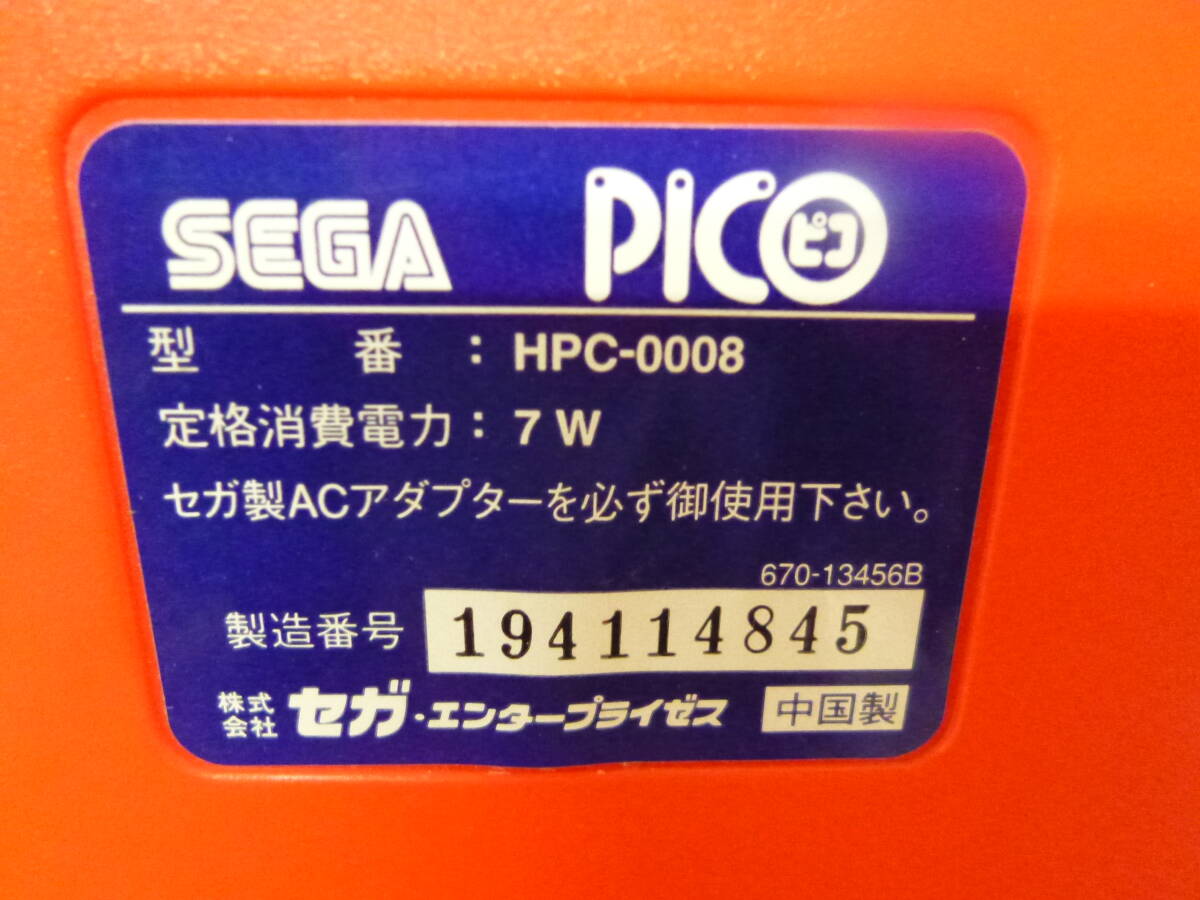 SEGA PICO ピコ
型番：HPC-0008
定格消費電力：7W
セガ製ACアダプターを必ず御使用下さい。
670-13456B
製造番号 194114845
株式会社 セガ・エンタープライゼス 中国製